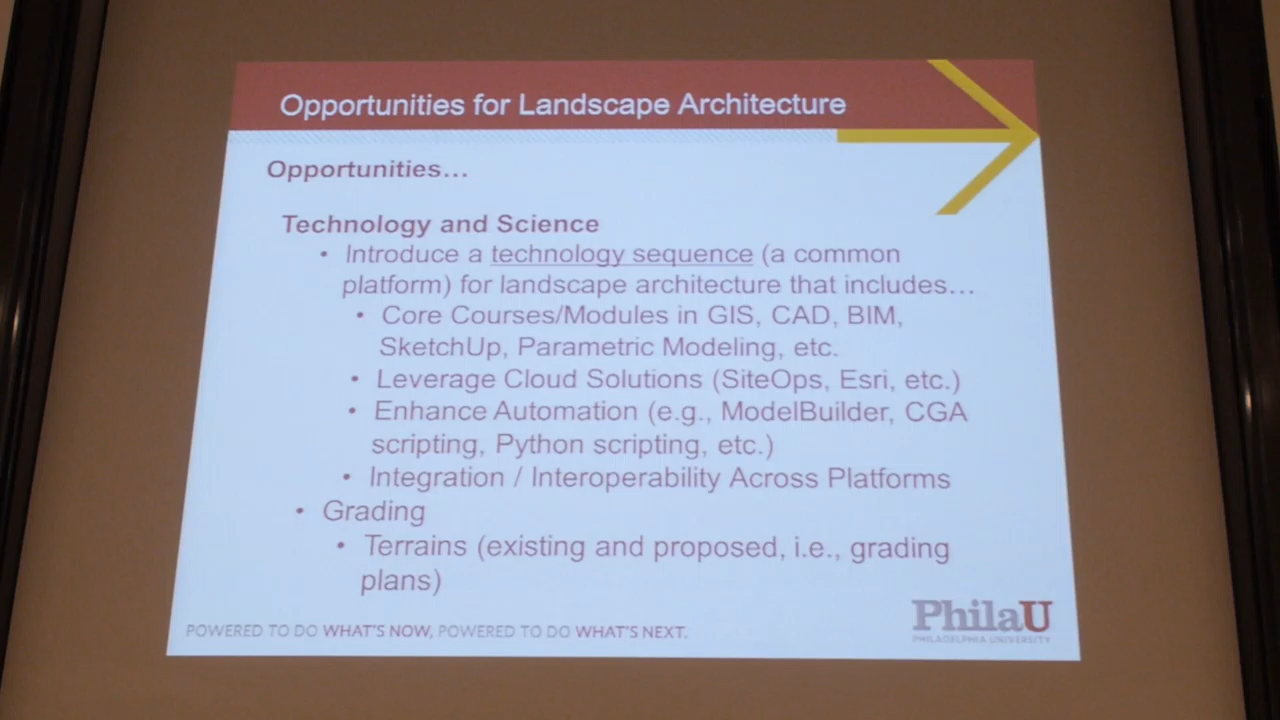 Opportunities for Landscape Architecture
Opportunities...
Technology and Science
• Introduce a technology sequence (a common
platform) for landscape architecture that includes...
• Core Courses/Modules in GIS, CAD, BIM,
SketchUp, Parametric Modeling, etc.
• Leverage Cloud Solutions (SiteOps, Esri, etc.)
• Enhance Automation (e.g., ModelBuilder, CGA
scripting, Python scripting, etc.)
• Integration / Interoperability Across Platforms
• Grading
• Terrains (existing and proposed, i.e., grading
plans)
PhilaU
PHILADELPHIA UNIVERSITY
POWERED TO DO WHAT'S NOW, POWERED TO DO WHAT'S NEXT.